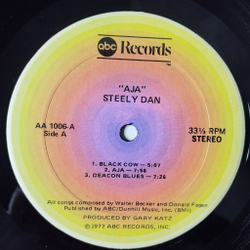 abc Records
"AJA"
STEELY DAN
AA 1006-A
Side A
33⅓ RPM
STEREO
1. BLACK COW – 5:07
2. AJA – 7:56
3. DEACON BLUES – 7:26
All songs composed by Walter Becker and Donald Fagen
Published by ABC/Dunhill Music, Inc. (BMI)
PRODUCED BY GARY KATZ
©1977 ABC RECORDS, INC.